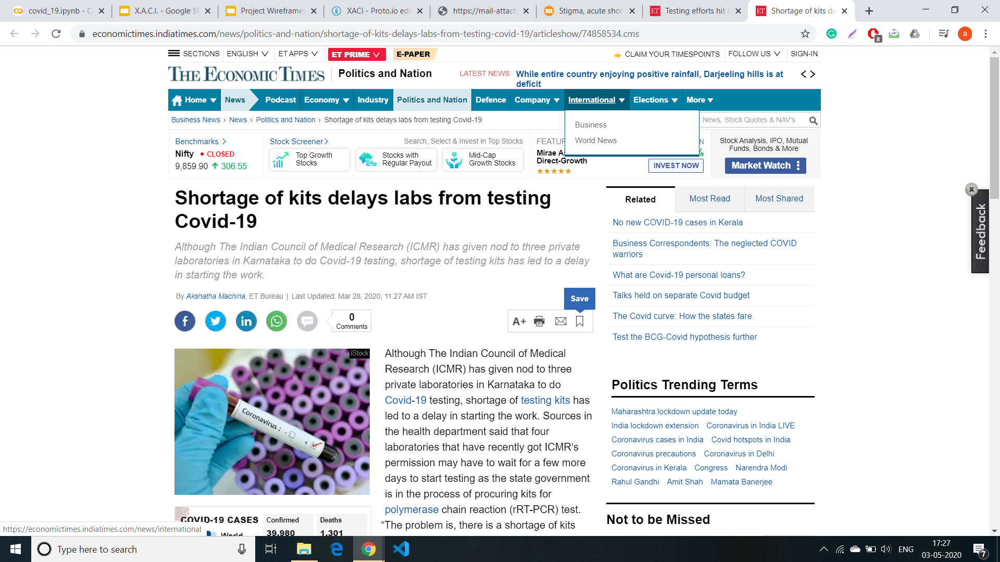 covid_19.ipynb - C
X.A.C.I. - Google Sl
Project Wireframes
XACI - Proto.io edi
https://mail-attach
Stigma, acute shor
Testing efforts hit a
Shortage of kits de
economictimes.indiatimes.com/news/politics-and-nation/shortage-of-kits-delays-labs-from-testing-covid-19/articleshow/74858534.cms
8
a
SECTIONS ENGLISH ET APPS ET PRIME E-PAPER CLAIM YOUR TIMESPOINTS FOLLOW US SIGN-IN
THE ECONOMIC TIMES
Politics and Nation
LATEST NEWS
While entire country enjoying positive rainfall, Darjeeling hills is at
deficit
Home News Podcast Economy Industry Politics and Nation Defence Company International Elections More
Business News › News › Politics and Nation › Shortage of kits delays labs from testing Covid-19
Business
World News
r News, Stock Quotes & NAV's
Benchmarks
Nifty • CLOSED
9,859.90 306.55
Stock Screener
Search, Select & Invest in Top Stocks
Top Growth
Stocks
Stocks with
Regular Payout
Mid-Cap
Growth Stocks
FEATU
N
Mirae A
%
Direct-Growth
★★★★★
INVEST NOW
Stock Analysis, IPO, Mutual
Funds, Bonds & More
Market Watch
Shortage of kits delays labs from testing
Covid-19
Although The Indian Council of Medical Research (ICMR) has given nod to three private
laboratories in Karnataka to do Covid-19 testing, shortage of testing kits has led to a delay
in starting the work.
By Akshatha Machina, ET Bureau | Last Updated: Mar 28, 2020, 11.27 AM IST
Save
0
Comments
A+
iStock
Coronavirus : -
+
Although The Indian Council of Medical
Research (ICMR) has given nod to three
private laboratories in Karnataka to do
Covid-19 testing, shortage of testing kits has
led to a delay in starting the work. Sources in
the health department said that four
laboratories that have recently got ICMR's
permission may have to wait for a few more
days to start testing as the state government
is in the process of procuring kits for
polymerase chain reaction (rRT-PCR) test.
“The problem is, there is a shortage of kits
COVID-19 CASES
World
Confirmed
39,980
Deaths
1,301
Related
Most Read
Most Shared
No new COVID-19 cases in Kerala
Business Correspondents: The neglected COVID
warriors
What are Covid-19 personal loans?
Talks held on separate Covid budget
The Covid curve: How the states fare
Test the BCG-Covid hypothesis further
Politics Trending Terms
Maharashtra lockdown update today
India lockdown extension Coronavirus in India LIVE
Coronavirus cases in India Covid hotspots in India
Coronavirus precautions Coronavirus in Delhi
Coronavirus in Kerala Congress Narendra Modi
Rahul Gandhi Amit Shah Mamata Banerjee
Not to be Missed
Feedback
https://economictimes.indiatimes.com/news/international
Type here to search
ENG
17:27
03-05-2020
7